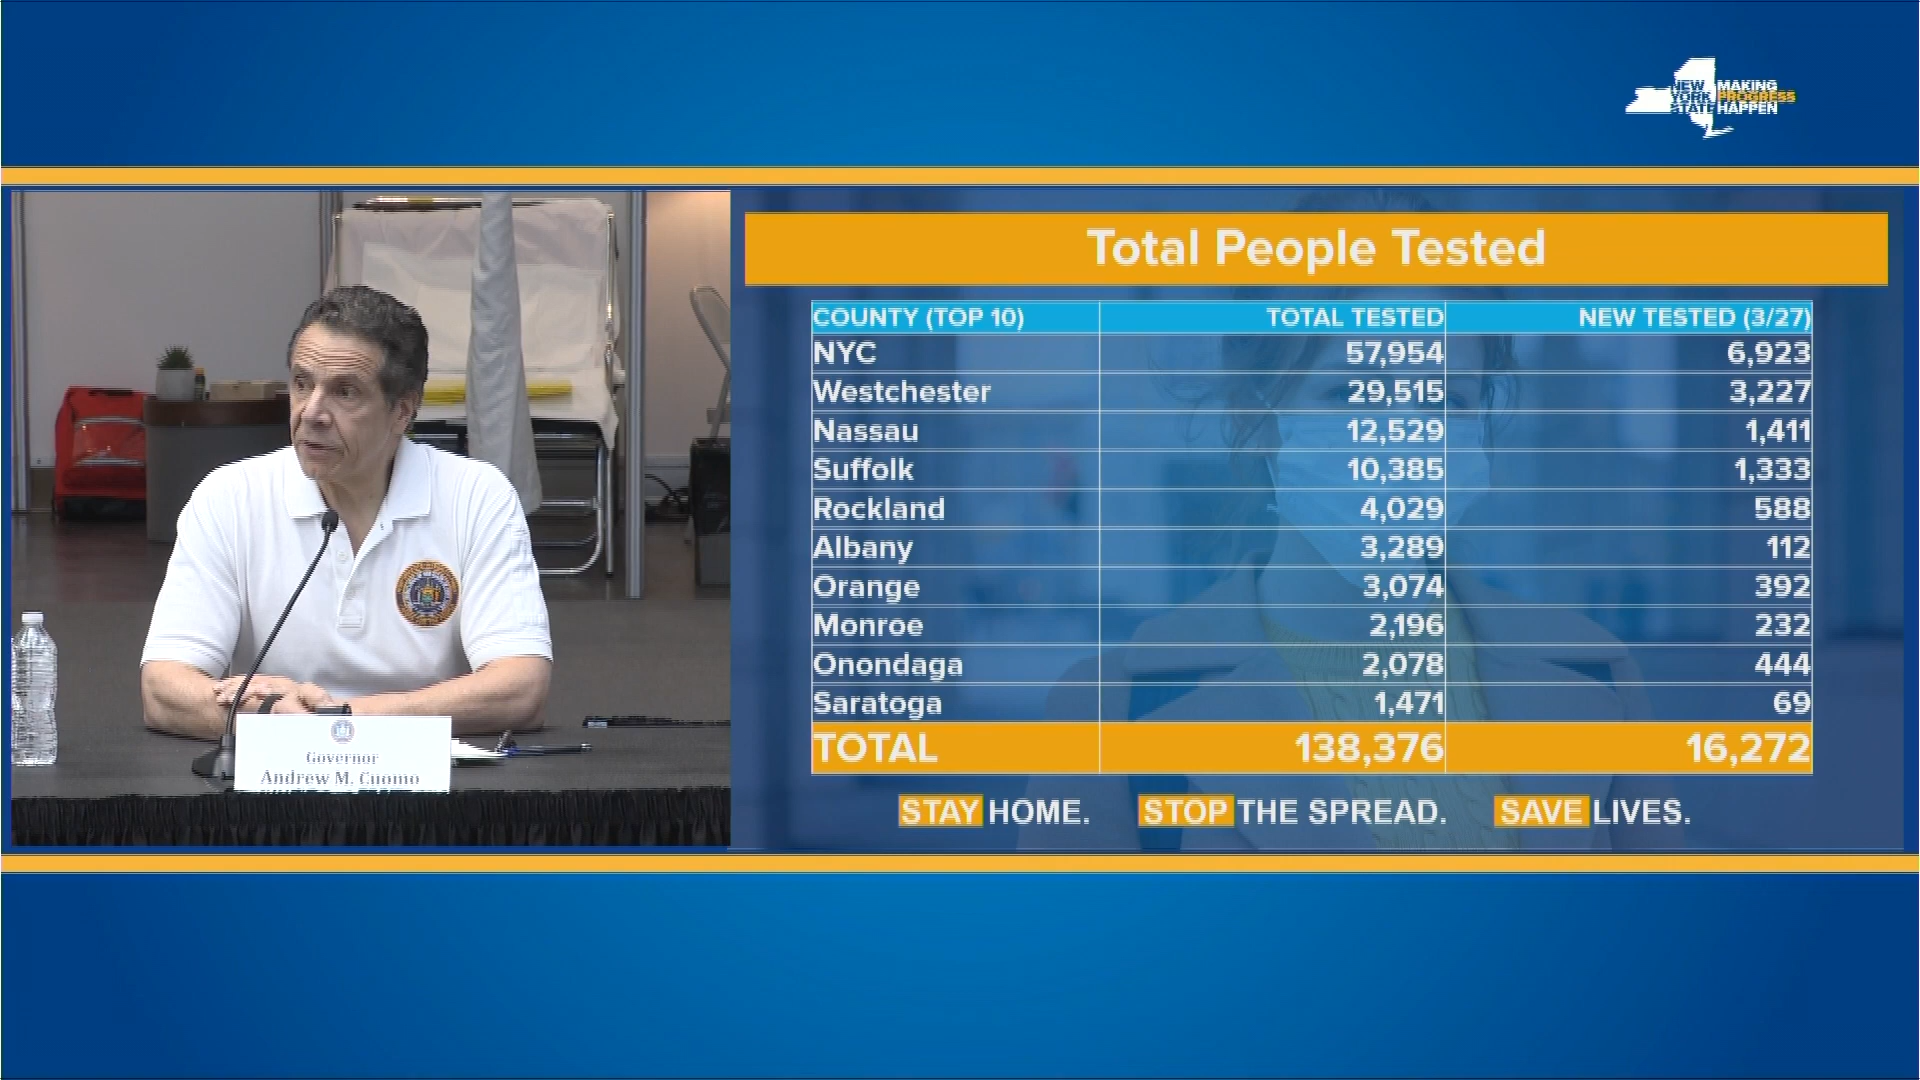 NEW YORK STATE
MAKING
PROGRESS
HAPPEN
Total People Tested
COUNTY (TOP 10) TOTAL TESTED NEW TESTED (3/27)
NYC 57,954 6,923
Westchester 29,515 3,227
Nassau 12,529 1,411
Suffolk 10,385 1,333
Rockland 4,029 588
Albany 3,289 112
Orange 3,074 392
Monroe 2,196 232
Onondaga 2,078 444
Saratoga 1,471 69
TOTAL 138,376 16,272
STAY HOME. STOP THE SPREAD. SAVE LIVES.
Governor
Andrew M. Cuomo